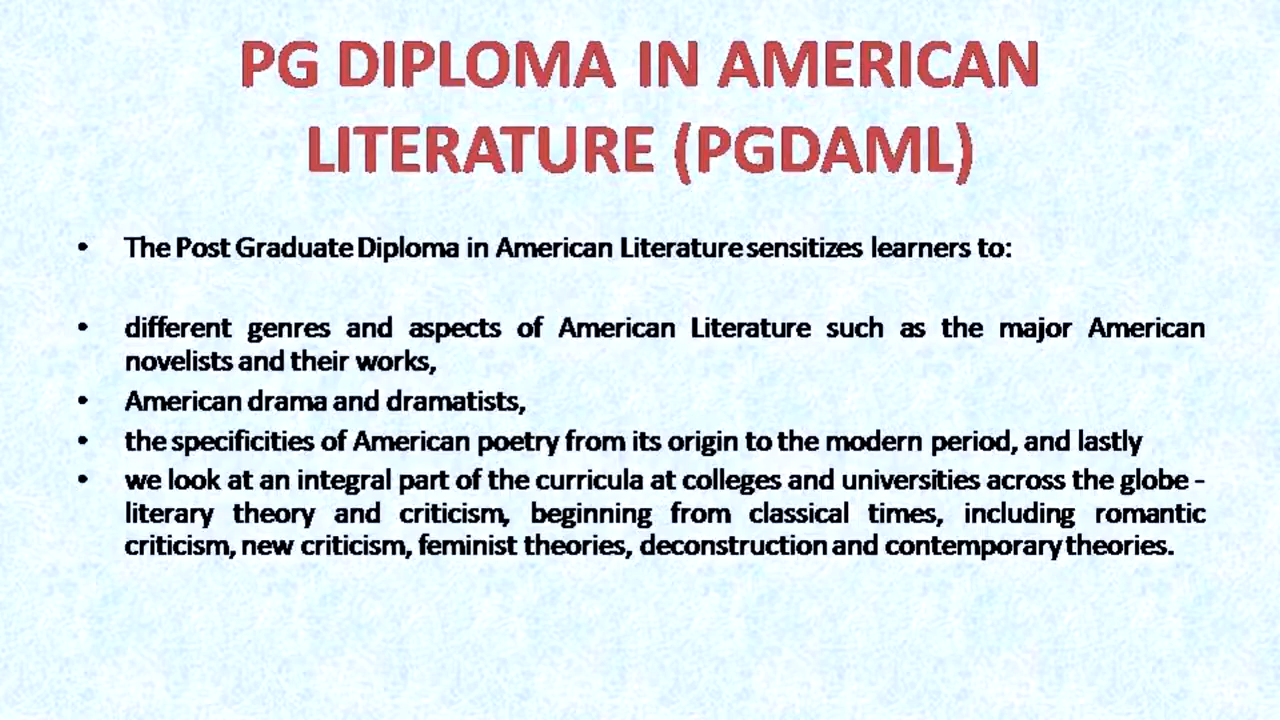 PG DIPLOMA IN AMERICAN
LITERATURE (PGDAML)
• The Post Graduate Diploma in American Literature sensitizes learners to:
• different genres and aspects of American Literature such as the major American
novelists and their works,
• American drama and dramatists,
• the specificities of American poetry from its origin to the modern period, and lastly
• we look at an integral part of the curricula at colleges and universities across the globe -
literary theory and criticism, beginning from classical times, including romantic
criticism, new criticism, feminist theories, deconstruction and contemporary theories.